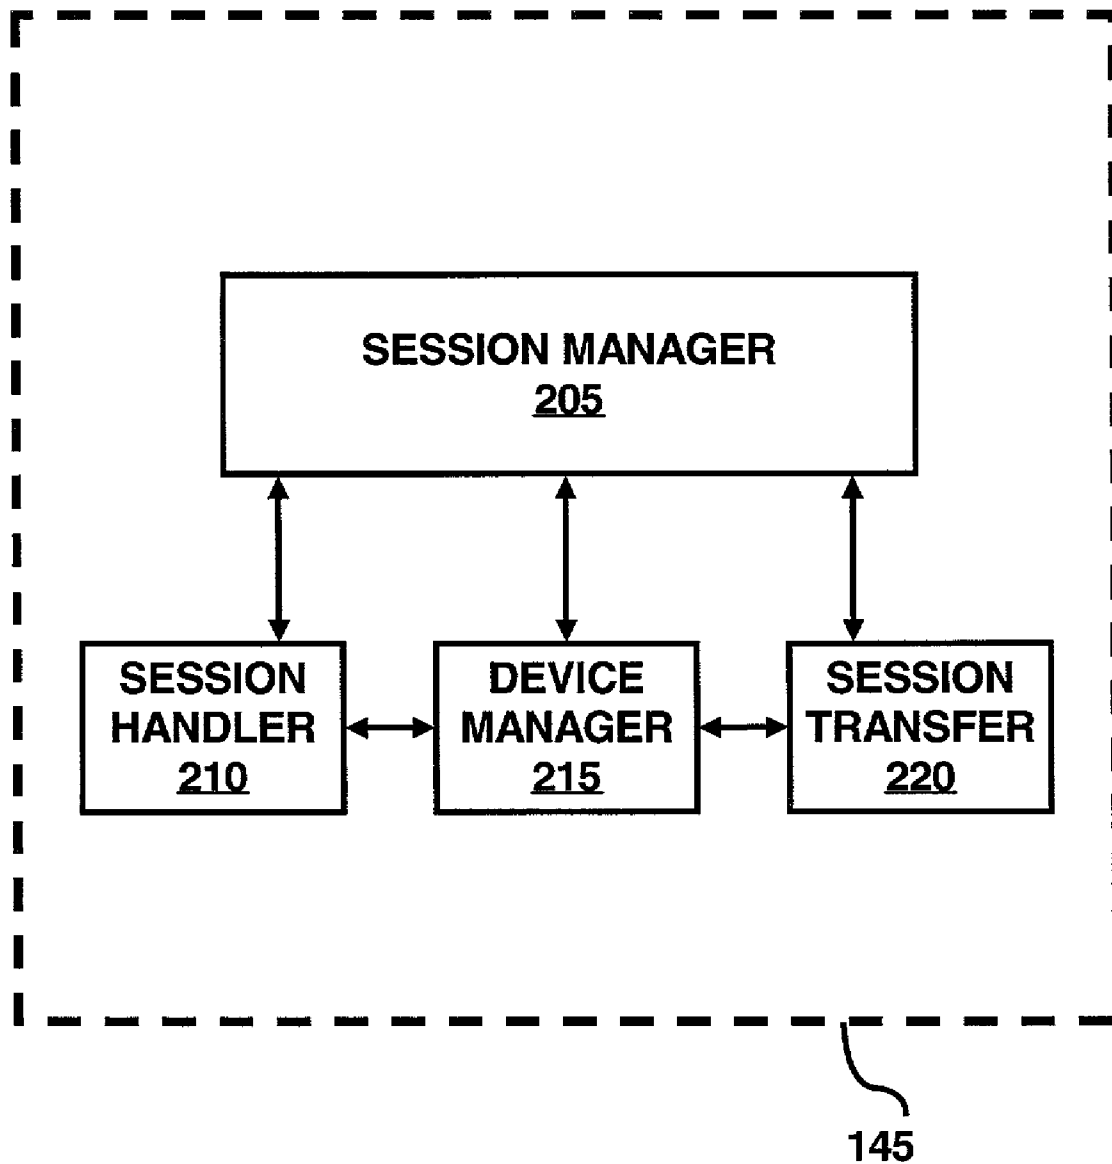 SESSION MANAGER
205
SESSION
HANDLER
210
DEVICE
MANAGER
215
SESSION
TRANSFER
220
145